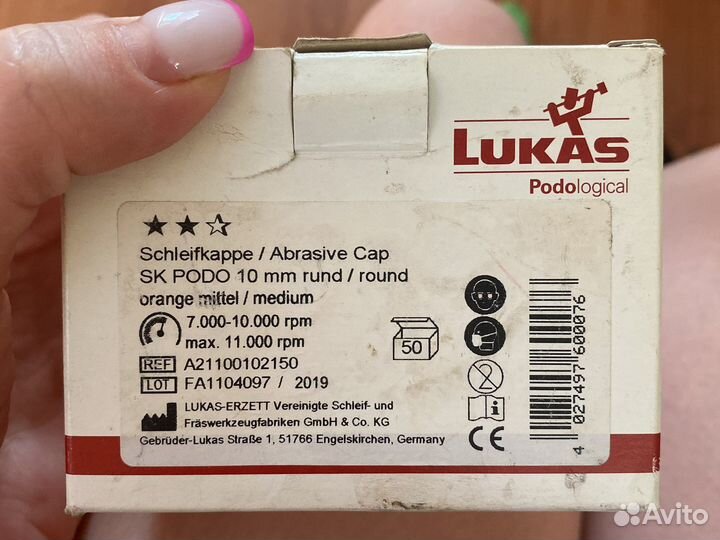 LUKAS
Podological
Schleifkappe / Abrasive Cap
SK PODO 10 mm rund / round
orange mittel / medium
7.000-10.000 rpm
max. 11.000 rpm
50
REF A21100102150
LOT FA1104097 / 2019
LUKAS-ERZETT Vereinigte Schleif- und
Fräswerkzeugfabriken GmbH & Co. KG
Gebrüder-Lukas Straße 1, 51766 Engelskirchen, Germany
2
i
CE
4 027497 600076
Avito